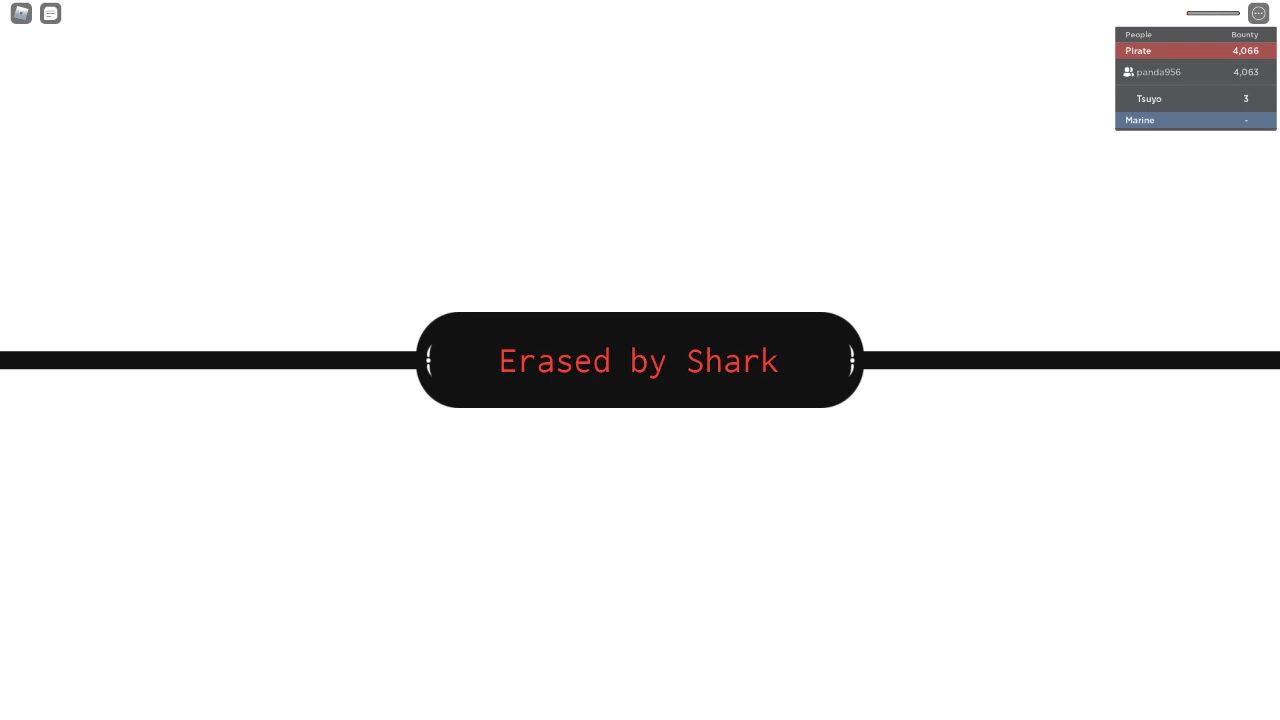 People Bounty
Pirate 4,066
panda956 4,063
Tsuyo 3
Marine -
Erased by Shark